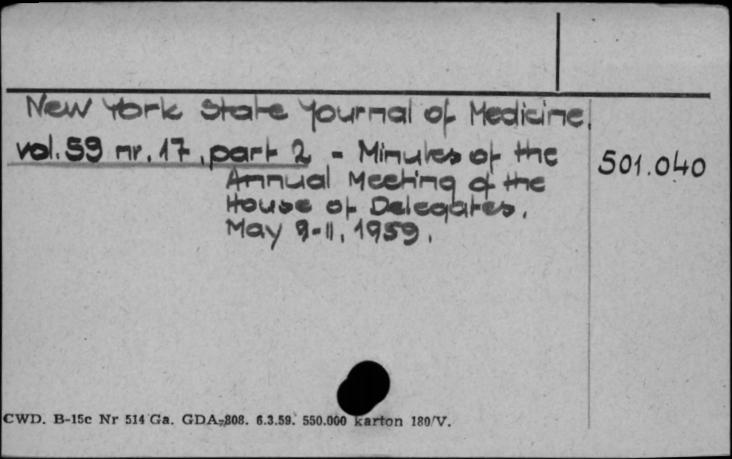 New York State Journal of Medicine.
vol. 59 nr. 17, part 2 - Minutes of the
501.040
Annual Meeting of the
House of Delegates.
May 9-11, 1959.
CWD. B-15c Nr 514 Ga. GDA-808. 6.3.59. 550.000 karton 180/V.